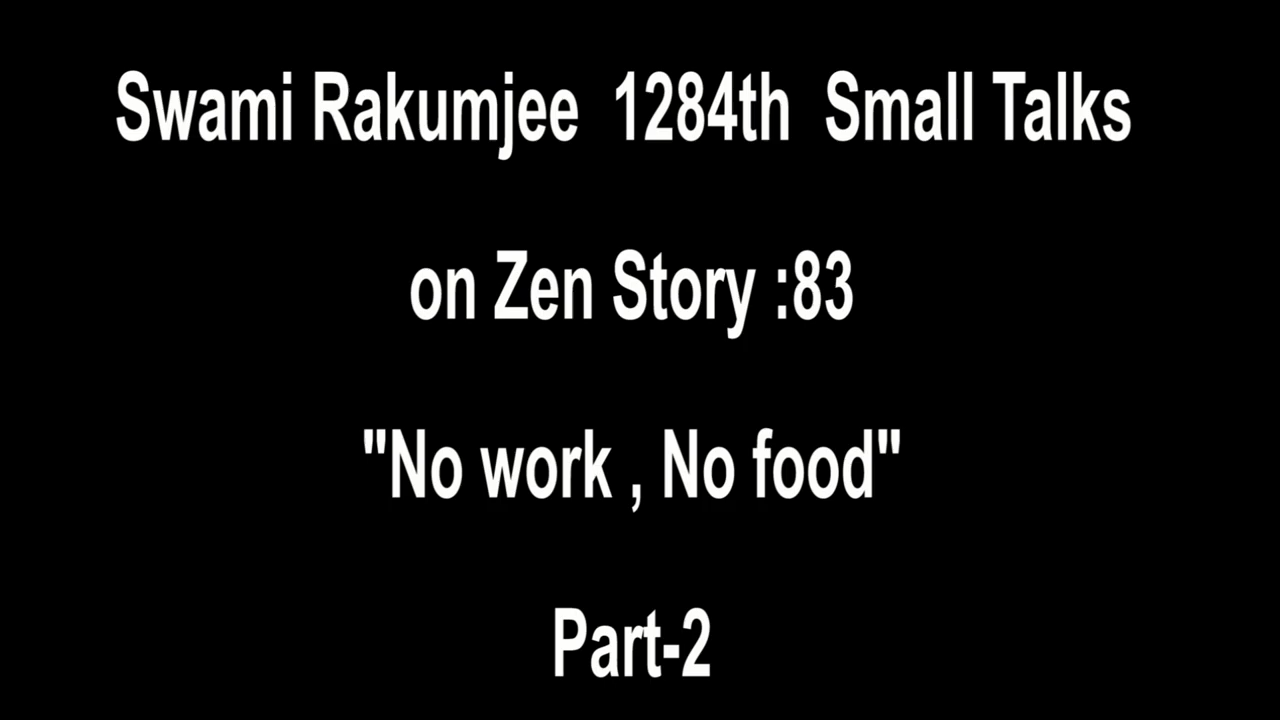 Swami Rakumjee 1284th Small Talks
on Zen Story :83
"No work , No food"
Part-2